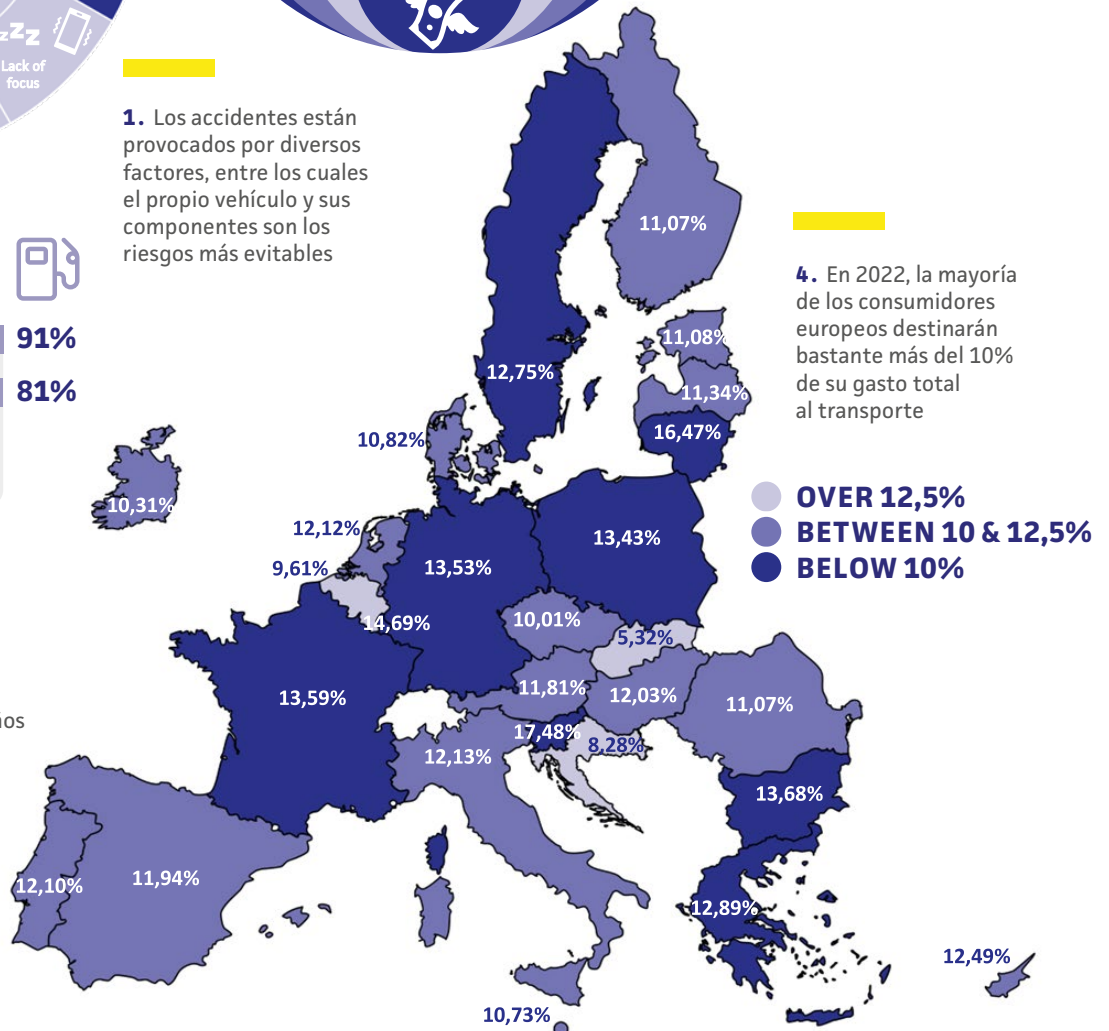 zZZ
Lack of
focus
1. Los accidentes están
provocados por diversos
factores, entre los cuales
el propio vehículo y sus
componentes son los
riesgos más evitables
91%
81%
4. En 2022, la mayoría
de los consumidores
europeos destinarán
bastante más del 10%
de su gasto total
al transporte
OVER 12,5%
BETWEEN 10 & 12,5%
BELOW 10%
11,07%
11,08%
12,75%
11,34%
16,47%
10,82%
10,31%
12,12%
13,43%
9,61%
13,53%
14,69%
10,01%
5,32%
13,59%
11,81%
12,03%
11,07%
17,48%
8,28%
12,13%
13,68%
12,10%
11,94%
12,89%
12,49%
10,73%